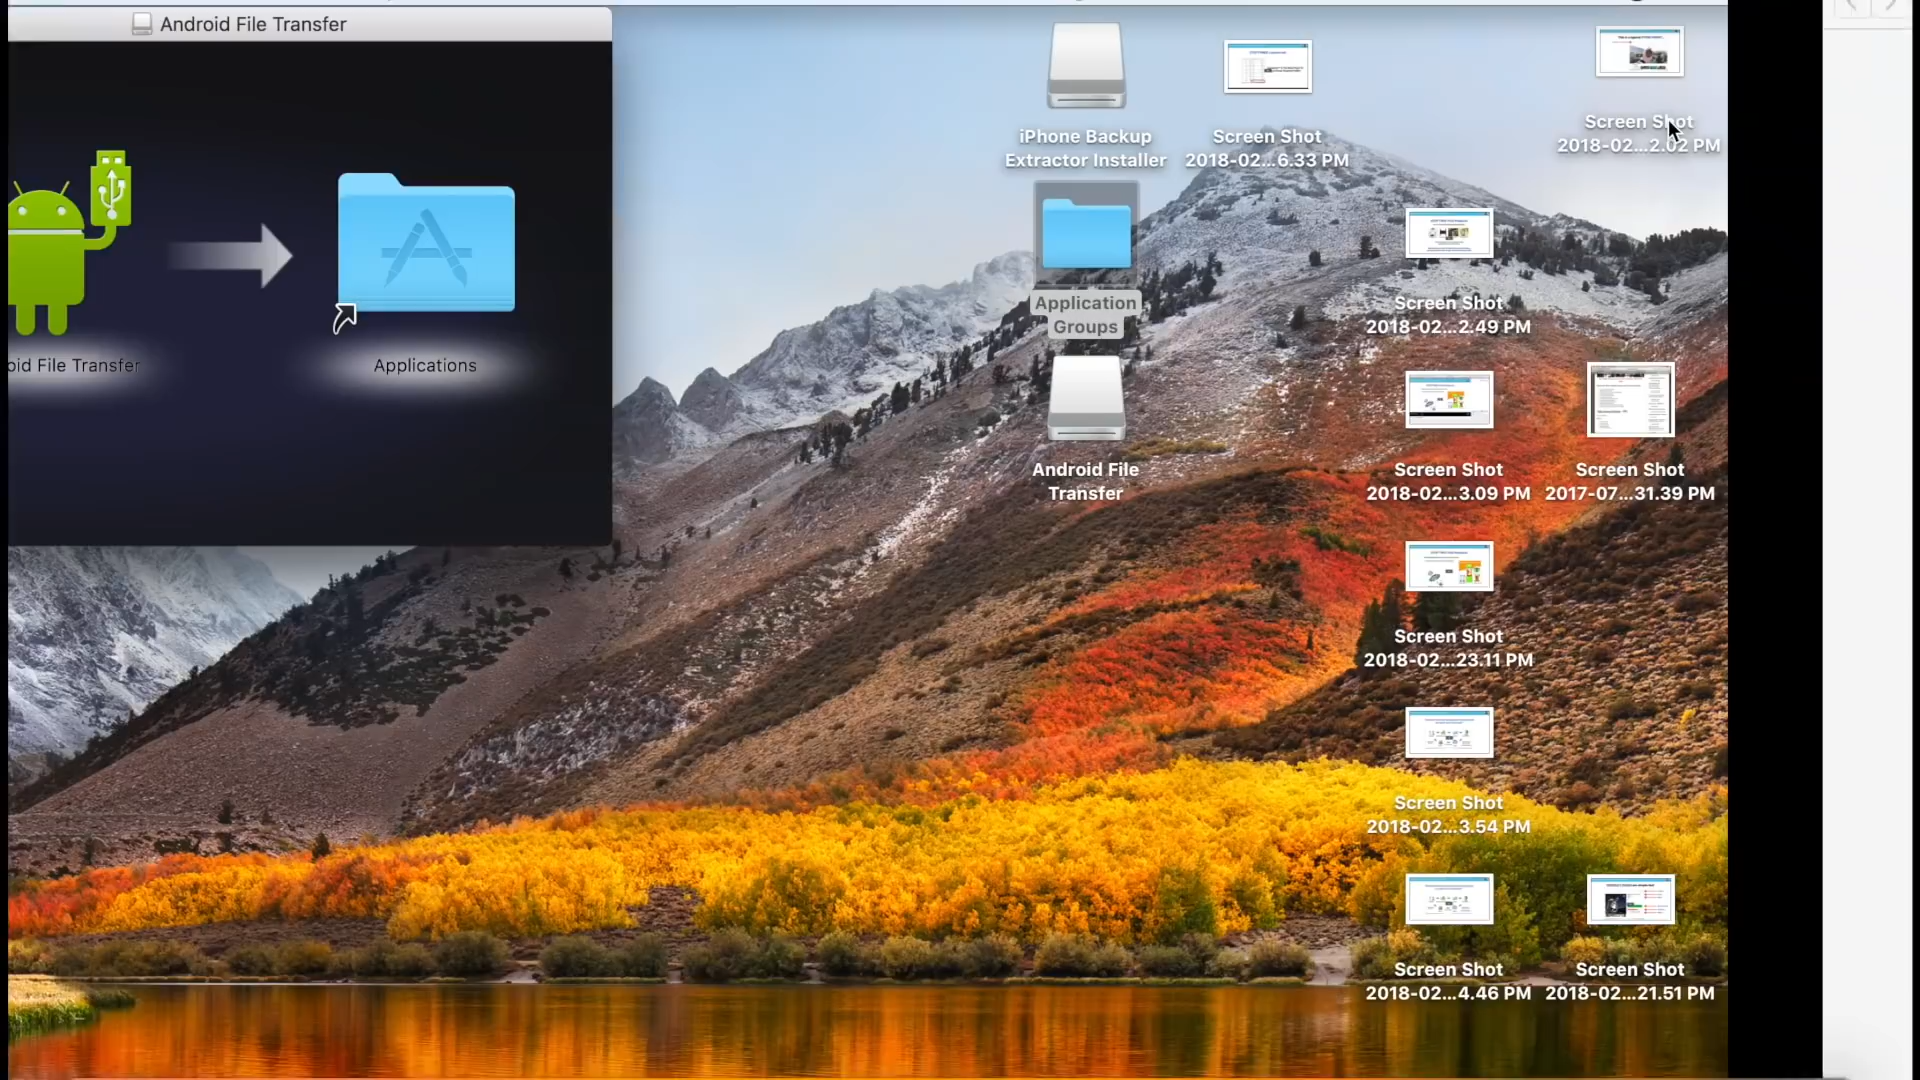 Android File Transfer
oid File Transfer
Applications
iPhone Backup
Extractor Installer
Screen Shot
2018-02...6.33 PM
Screen Shot
2018-02...2.02 PM
Application
Groups
Screen Shot
2018-02...2.49 PM
Android File
Transfer
Screen Shot
2018-02...3.09 PM
Screen Shot
2017-07...31.39 PM
Screen Shot
2018-02...23.11 PM
Screen Shot
2018-02...3.54 PM
Screen Shot
2018-02...4.46 PM
Screen Shot
2018-02...21.51 PM